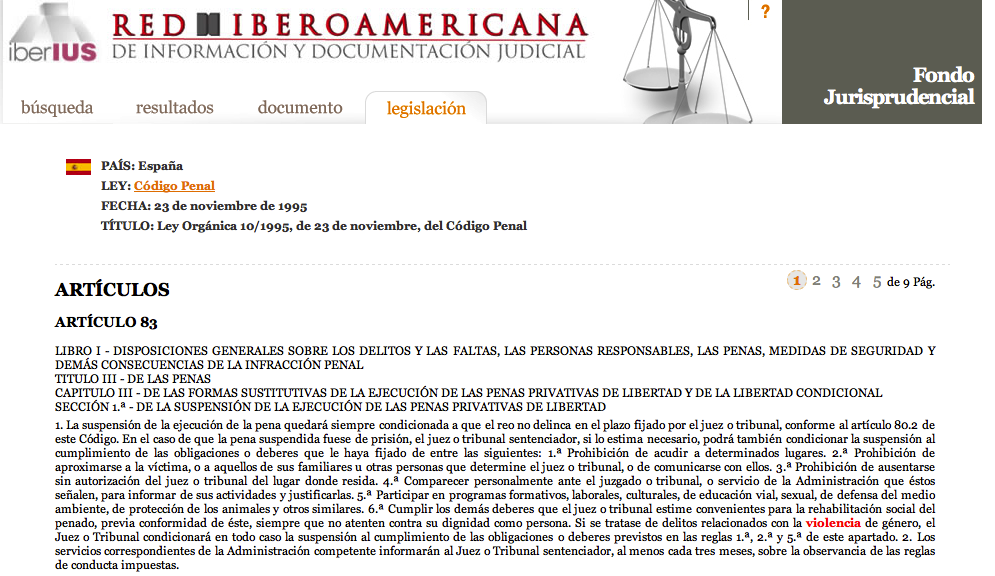 iberIUS
RED IBEROAMERICANA
DE INFORMACIÓN Y DOCUMENTACIÓN JUDICIAL
?
Fondo
Jurisprudencial
búsqueda resultados documento legislación
PAÍS: España
LEY: Código Penal
FECHA: 23 de noviembre de 1995
TÍTULO: Ley Orgánica 10/1995, de 23 de noviembre, del Código Penal
1 2 3 4 5 de 9 Pág.
ARTÍCULOS
ARTÍCULO 83
LIBRO I - DISPOSICIONES GENERALES SOBRE LOS DELITOS Y LAS FALTAS, LAS PERSONAS RESPONSABLES, LAS PENAS, MEDIDAS DE SEGURIDAD Y
DEMÁS CONSECUENCIAS DE LA INFRACCIÓN PENAL
TITULO III - DE LAS PENAS
CAPITULO III - DE LAS FORMAS SUSTITUTIVAS DE LA EJECUCIÓN DE LAS PENAS PRIVATIVAS DE LIBERTAD Y DE LA LIBERTAD CONDICIONAL
SECCIÓN 1.ª - DE LA SUSPENSIÓN DE LA EJECUCIÓN DE LAS PENAS PRIVATIVAS DE LIBERTAD
1. La suspensión de la ejecución de la pena quedará siempre condicionada a que el reo no delinca en el plazo fijado por el juez o tribunal, conforme al artículo 80.2 de
este Código. En el caso de que la pena suspendida fuese de prisión, el juez o tribunal sentenciador, si lo estima necesario, podrá también condicionar la suspensión al
cumplimiento de las obligaciones o deberes que le haya fijado de entre las siguientes: 1.ª Prohibición de acudir a determinados lugares. 2.ª Prohibición de
aproximarse a la víctima, o a aquellos de sus familiares u otras personas que determine el juez o tribunal, o de comunicarse con ellos. 3.ª Prohibición de ausentarse
sin autorización del juez o tribunal del lugar donde resida. 4.ª Comparecer personalmente ante el juzgado o tribunal, o servicio de la Administración que éstos
señalen, para informar de sus actividades y justificarlas. 5.ª Participar en programas formativos, laborales, culturales, de educación vial, sexual, de defensa del medio
ambiente, de protección de los animales y otros similares. 6.ª Cumplir los demás deberes que el juez o tribunal estime convenientes para la rehabilitación social del
penado, previa conformidad de éste, siempre que no atenten contra su dignidad como persona. Si se tratase de delitos relacionados con la violencia de género, el
Juez o Tribunal condicionará en todo caso la suspensión al cumplimiento de las obligaciones o deberes previstos en las reglas 1.ª, 2.ª y 5.ª de este apartado. 2. Los
servicios correspondientes de la Administración competente informarán al Juez o Tribunal sentenciador, al menos cada tres meses, sobre la observancia de las reglas
de conducta impuestas.